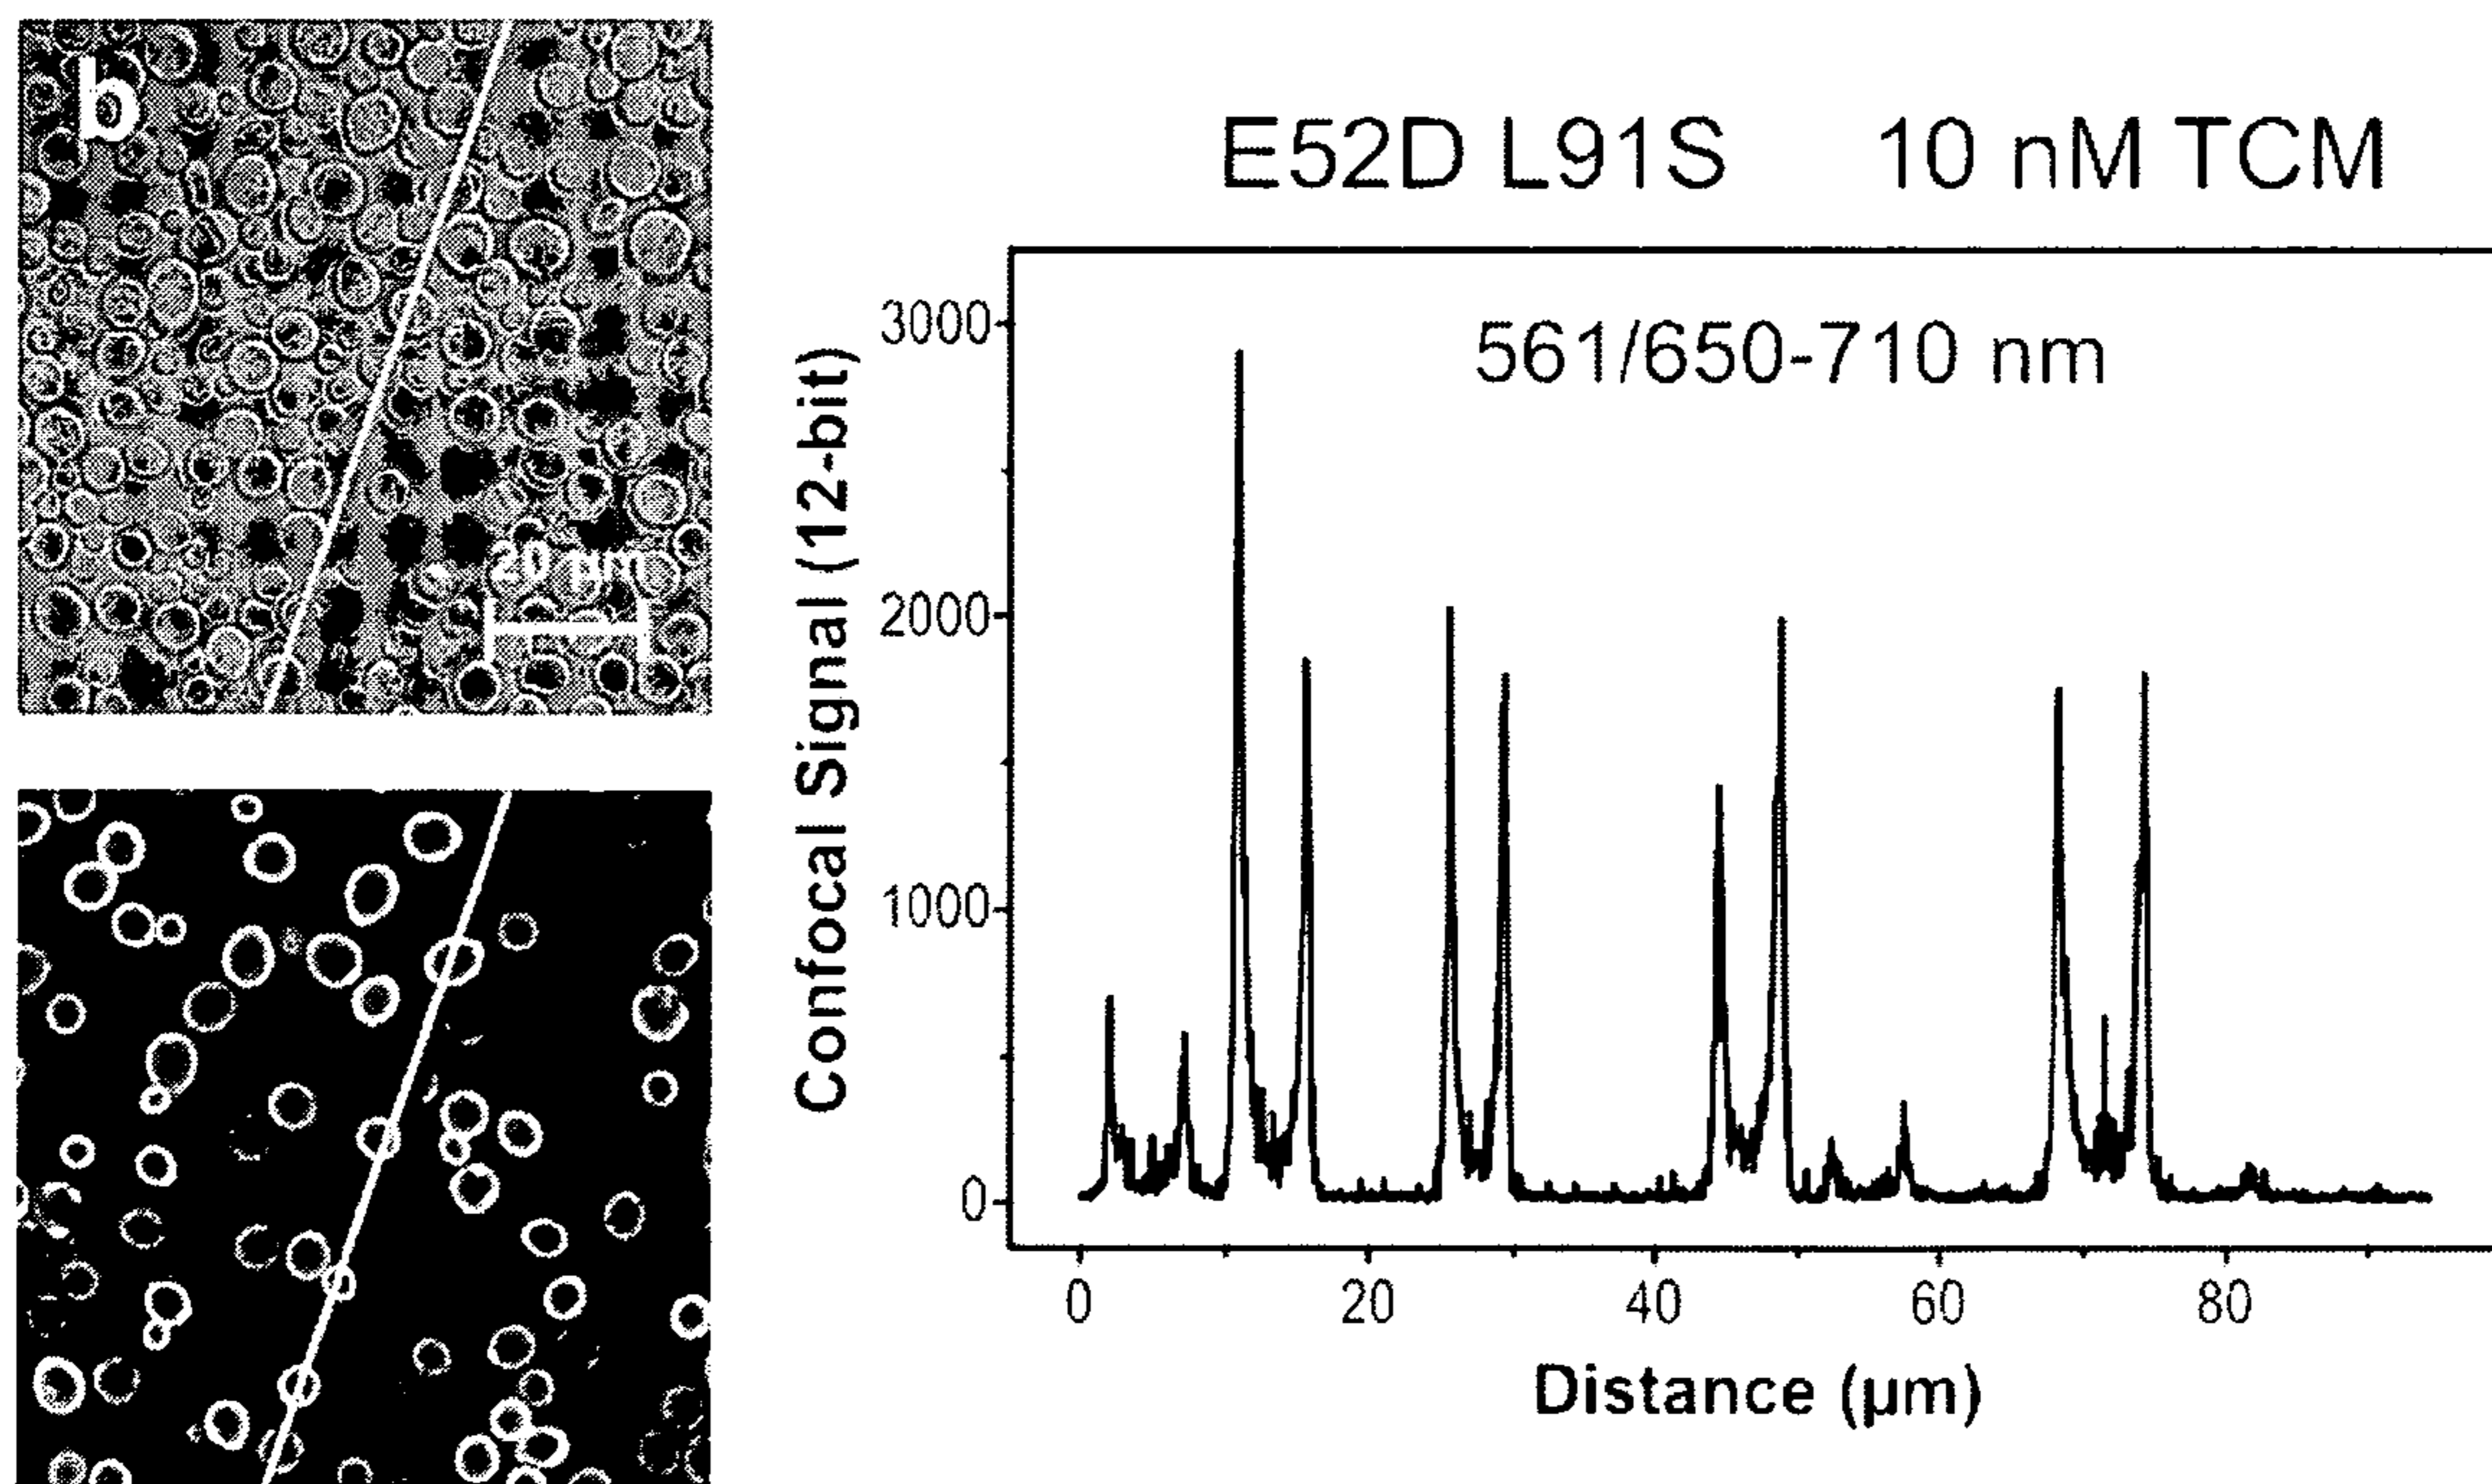 b
20 µm
E52D L91S 10 nM TCM
561/650-710 nm
Confocal Signal (12-bit)
3000
2000
1000
0
0 20 40 60 80
Distance (µm)